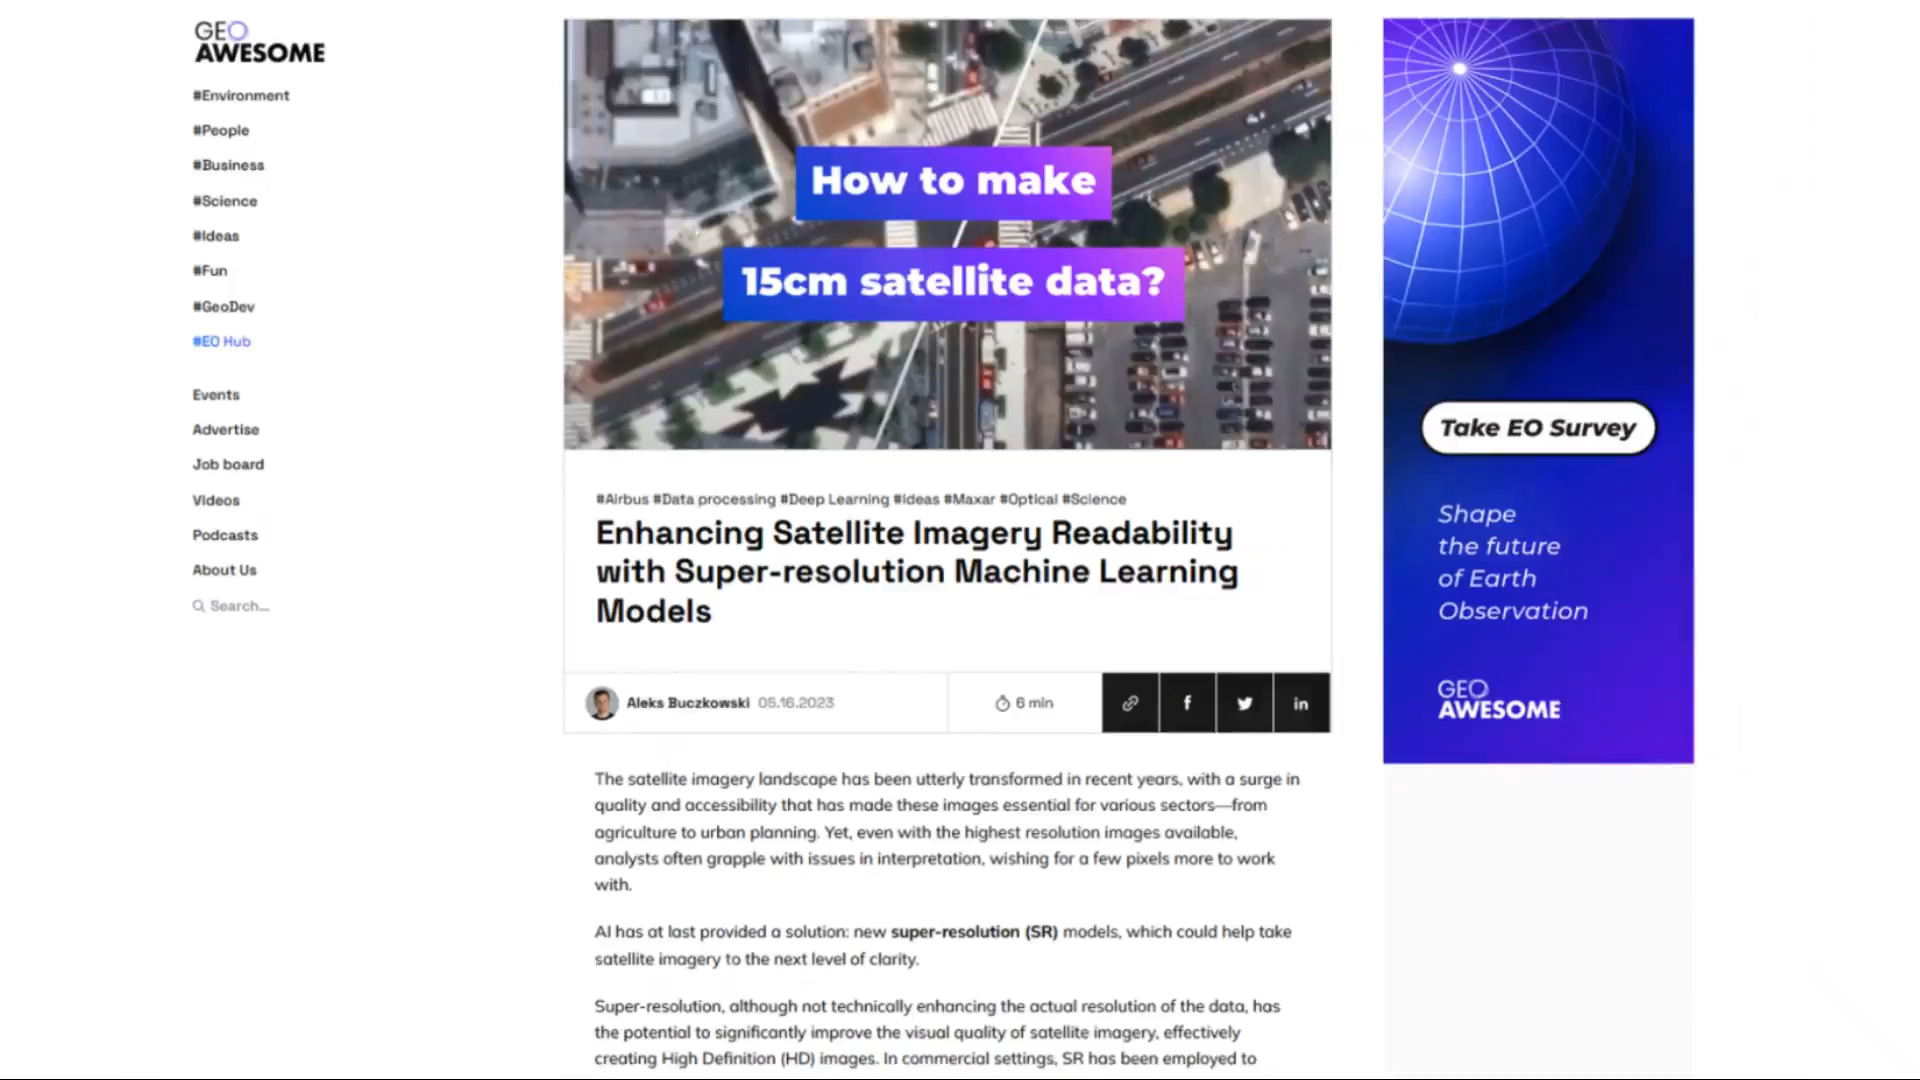 GEO
AWESOME
#Environment
#People
#Business
#Science
#Ideas
#Fun
#GeoDev
#EO Hub
Events
Advertise
Job board
Videos
Podcasts
About Us
Search...
How to make
15cm satellite data?
#Airbus #Data processing #Deep Learning #Ideas #Maxar #Optical #Science
Enhancing Satellite Imagery Readability
with Super-resolution Machine Learning
Models
Aleks Buczkowski 05.16.2023
6 min
f
in
The satellite imagery landscape has been utterly transformed in recent years, with a surge in
quality and accessibility that has made these images essential for various sectors—from
agriculture to urban planning. Yet, even with the highest resolution images available,
analysts often grapple with issues in interpretation, wishing for a few pixels more to work
with.
AI has at last provided a solution: new super-resolution (SR) models, which could help take
satellite imagery to the next level of clarity.
Super-resolution, although not technically enhancing the actual resolution of the data, has
the potential to significantly improve the visual quality of satellite imagery, effectively
creating High Definition (HD) images. In commercial settings, SR has been employed to
Take EO Survey
Shape
the future
of Earth
Observation
GEO
AWESOME